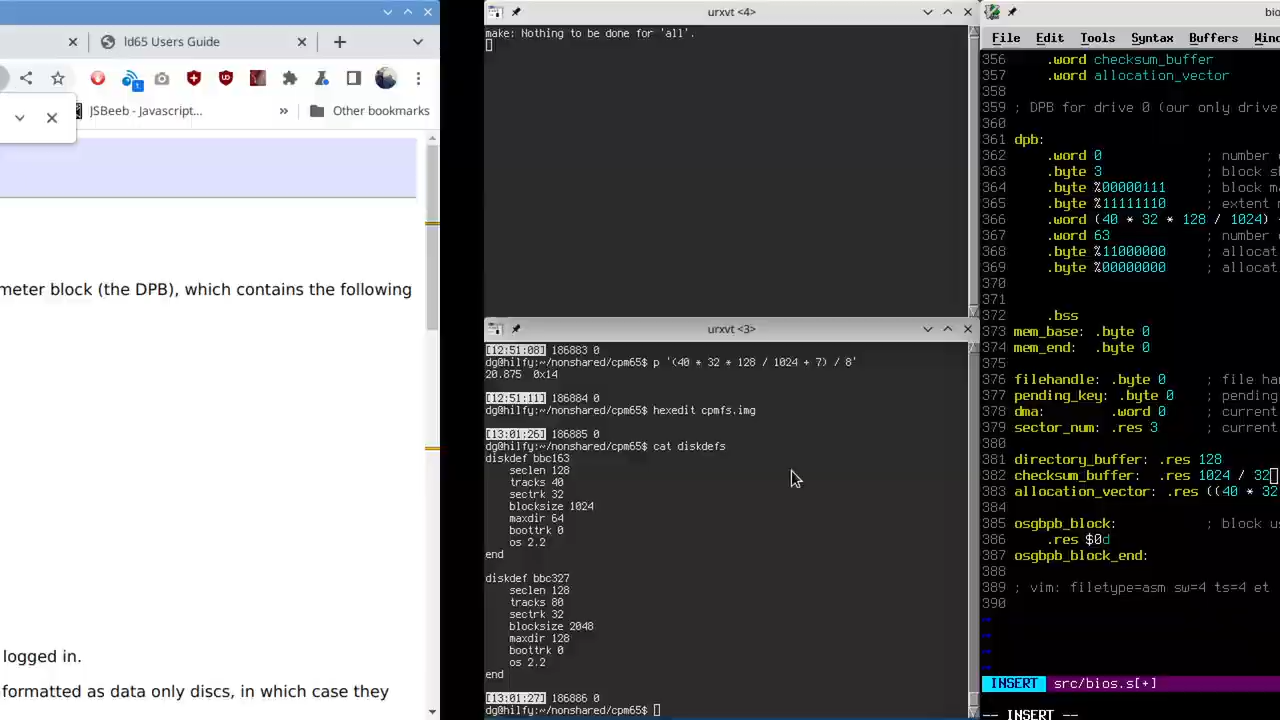 ld65 Users Guide
JSBeeb - Javascript...
»
Other bookmarks
meter block (the DPB), which contains the following
logged in.
formatted as data only discs, in which case they
urxvt <4>
make: Nothing to be done for 'all'.
urxvt <3>
[12:51:08] 186883 0
dg@hilfy:~/nonshared/cpm65$ p '(40 * 32 * 128 / 1024 + 7) / 8'
20.875 0x14
[12:51:11] 186884 0
dg@hilfy:~/nonshared/cpm65$ hexedit cpmfs.img
[13:01:26] 186885 0
dg@hilfy:~/nonshared/cpm65$ cat diskdefs
diskdef bbc163
seclen 128
tracks 40
sectrk 32
blocksize 1024
maxdir 64
boottrk 0
os 2.2
end
diskdef bbc327
seclen 128
tracks 80
sectrk 32
blocksize 2048
maxdir 128
boottrk 0
os 2.2
end
[13:01:27] 186886 0
dg@hilfy:~/nonshared/cpm65$
bio
File Edit Tools Syntax Buffers Wind
356 .word checksum_buffer
357 .word allocation_vector
358
359 ; DPB for drive 0 (our only drive
360
361 dpb:
362 .word 0 ; number
363 .byte 3 ; block s
364 .byte %00000111 ; block m
365 .byte %11111110 ; extent
366 .word (40 * 32 * 128 / 1024) -
367 .word 63 ; number
368 .byte %11000000 ; allocat
369 .byte %00000000 ; allocat
370
371
372 .bss
373 mem_base: .byte 0
374 mem_end: .byte 0
375
376 filehandle: .byte 0 ; file ha
377 pending_key: .byte 0 ; pending
378 dma: .word 0 ; current
379 sector_num: .res 3 ; current
380
381 directory_buffer: .res 128
382 checksum_buffer: .res 1024 / 32
383 allocation_vector: .res ((40 * 32
384
385 osgbpb_block: ; block us
386 .res $0d
387 osgbpb_block_end:
388
389 ; vim: filetype=asm sw=4 ts=4 et
390
~
~
~
~
INSERT src/bios.s[+]
-- INSERT --